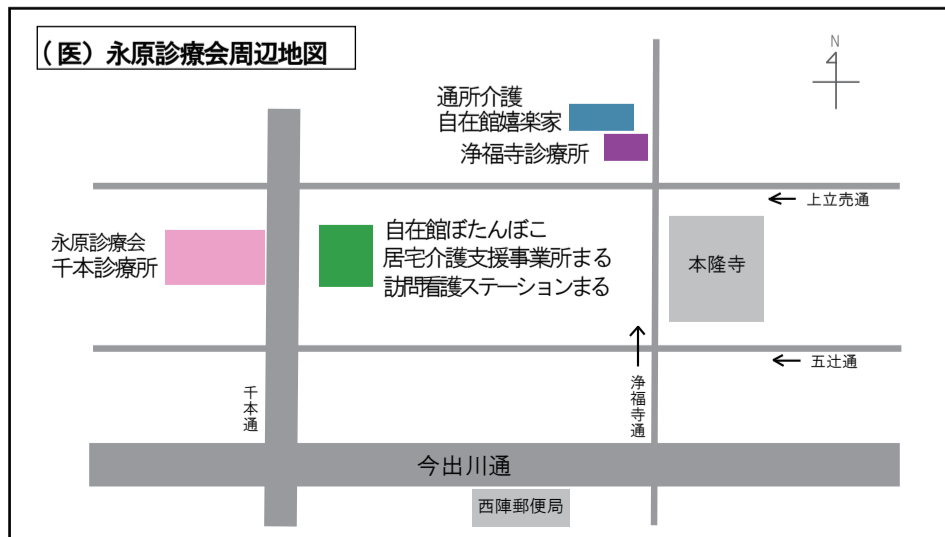 (医)永原診療会周辺地図
N
通所介護
自在館嬉楽家
浄福寺診療所
上立売通
永原診療会
千本診療所
自在館ぼたんぼこ
居宅介護支援事業所まる
訪問看護ステーションまる
本隆寺
五辻通
千本通
浄福寺通
今出川通
西陣郵便局